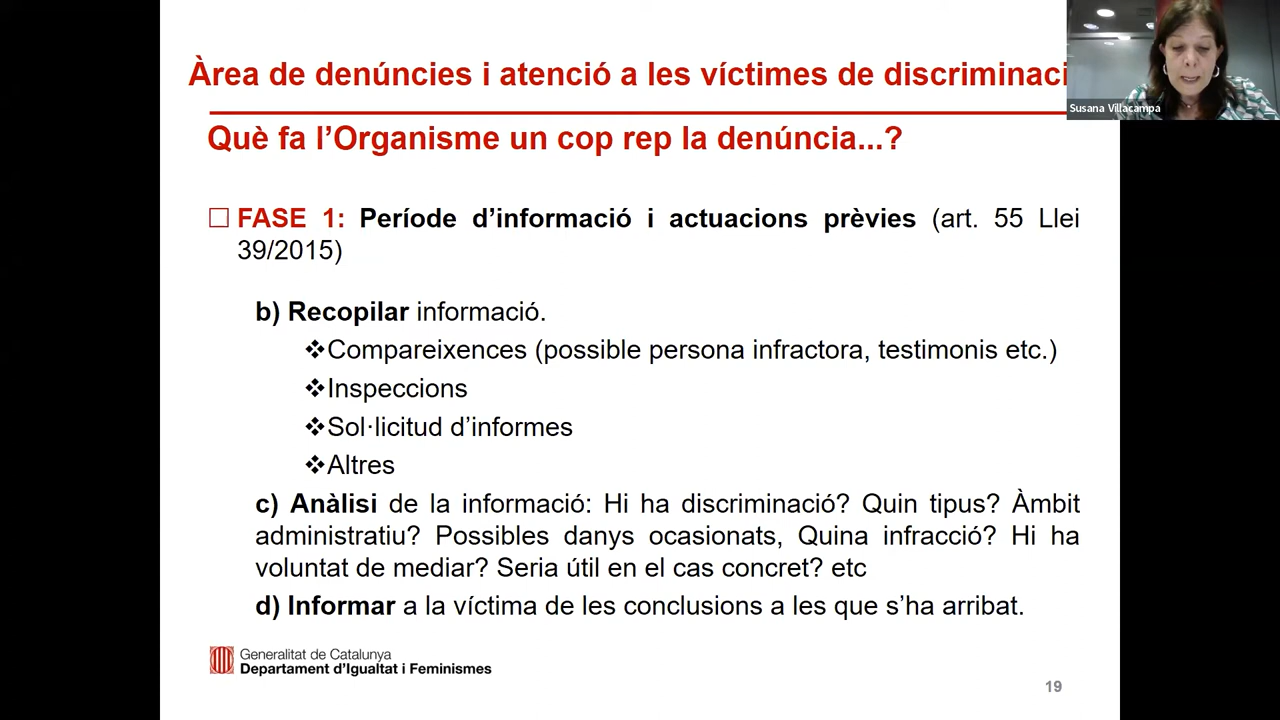 Àrea de denúncies i atenció a les víctimes de discriminaci
Susana Villacampa
Què fa l’Organisme un cop rep la denúncia...?
FASE 1: Període d’informació i actuacions prèvies (art. 55 Llei
39/2015)
b) Recopilar informació.
❖Compareixences (possible persona infractora, testimonis etc.)
❖Inspeccions
❖Sol·licitud d’informes
❖Altres
c) Anàlisi de la informació: Hi ha discriminació? Quin tipus? Àmbit
administratiu? Possibles danys ocasionats, Quina infracció? Hi ha
voluntat de mediar? Seria útil en el cas concret? etc
d) Informar a la víctima de les conclusions a les que s’ha arribat.
Generalitat de Catalunya
Departament d’Igualtat i Feminismes
19